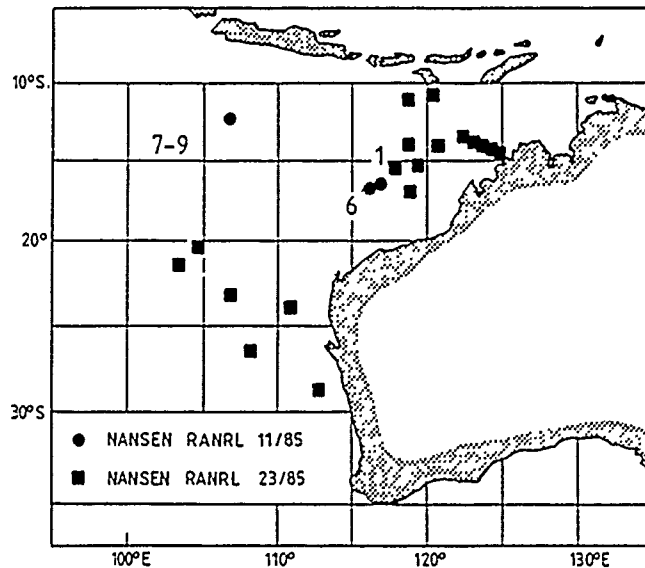 10°S.
7-9
1
6
20°
30°S
● NANSEN RANRL 11/85
■ NANSEN RANRL 23/85
100°E
110°
120°E
130°E